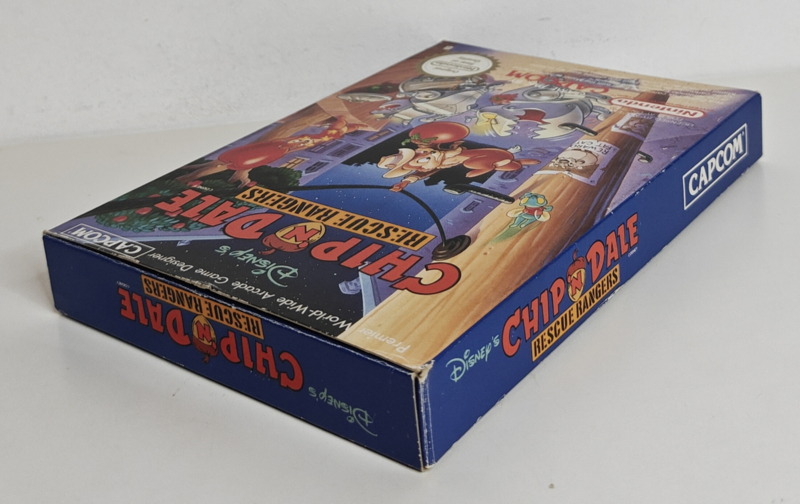 Premier World-Wide Arcade Game Designer CAPCOM
DISNEY'S
CHIP 'N DALE
RESCUE RANGERS
Nintendo
CAPCOM
DISNEY'S
CHIP 'N DALE
RESCUE RANGERS
DISNEY'S
CHIP 'N DALE
RESCUE RANGERS
CAPCOM